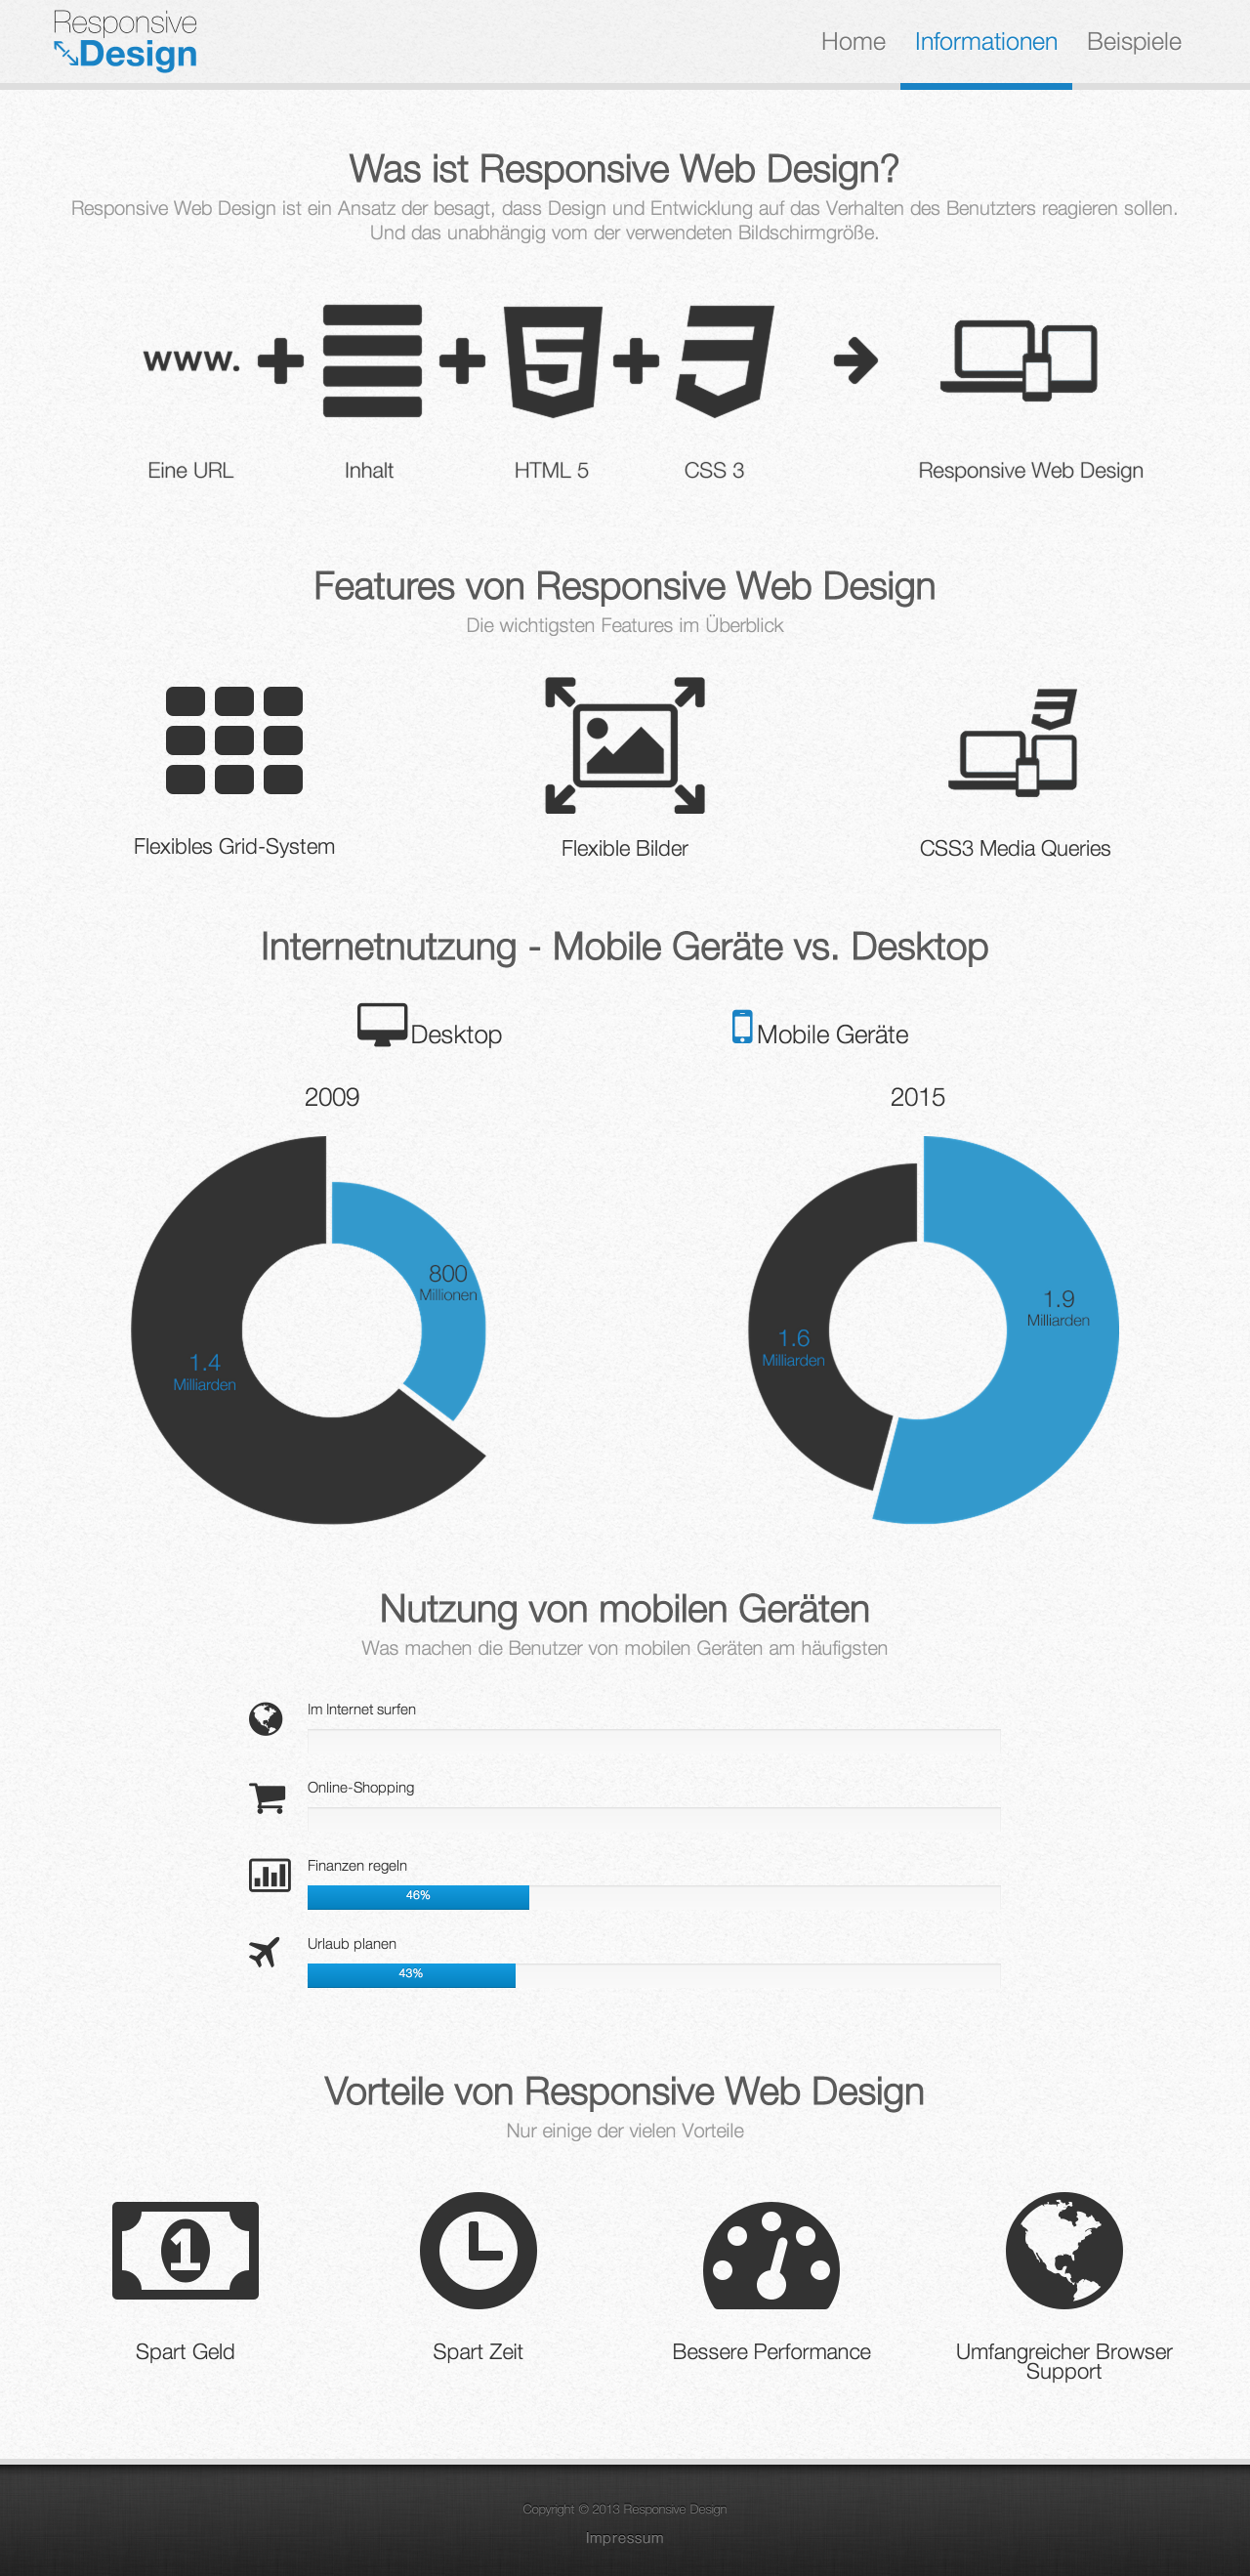 Responsive
Design
Home
Informationen
Beispiele
Was ist Responsive Web Design?
Responsive Web Design ist ein Ansatz der besagt, dass Design und Entwicklung auf das Verhalten des Benutzters reagieren sollen.
Und das unabhängig vom der verwendeten Bildschirmgröße.
www.
Eine URL
Inhalt
HTML 5
CSS 3
Responsive Web Design
Features von Responsive Web Design
Die wichtigsten Features im Überblick
Flexibles Grid-System
Flexible Bilder
CSS3 Media Queries
Internetnutzung - Mobile Geräte vs. Desktop
Desktop
Mobile Geräte
2009
2015
800
Millionen
1.4
Milliarden
1.9
Milliarden
1.6
Milliarden
Nutzung von mobilen Geräten
Was machen die Benutzer von mobilen Geräten am häufigsten
Im Internet surfen
Online-Shopping
Finanzen regeln
46%
Urlaub planen
43%
Vorteile von Responsive Web Design
Nur einige der vielen Vorteile
1
Spart Geld
Spart Zeit
Bessere Performance
Umfangreicher Browser
Support
Copyright © 2013 Responsive Design
Impressum